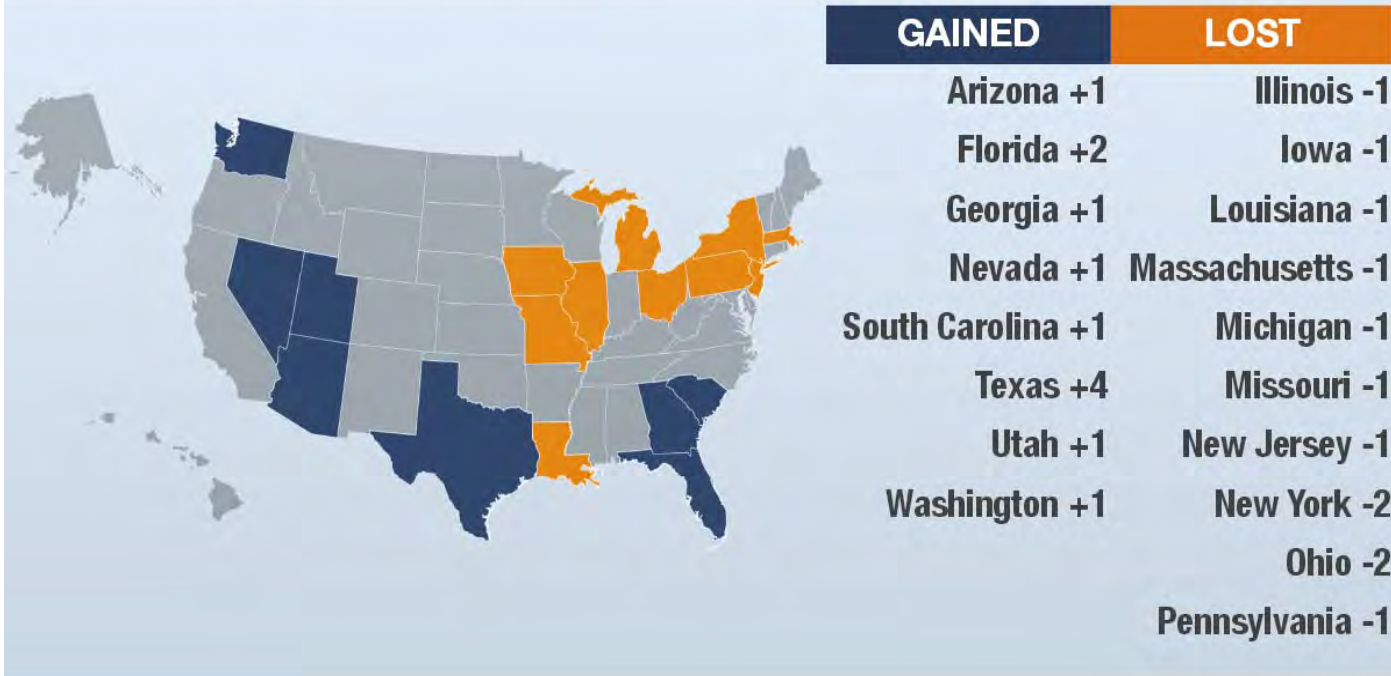 GAINED LOST
Arizona +1 Illinois -1
Florida +2 Iowa -1
Georgia +1 Louisiana -1
Nevada +1 Massachusetts -1
South Carolina +1 Michigan -1
Texas +4 Missouri -1
Utah +1 New Jersey -1
Washington +1 New York -2
Ohio -2
Pennsylvania -1